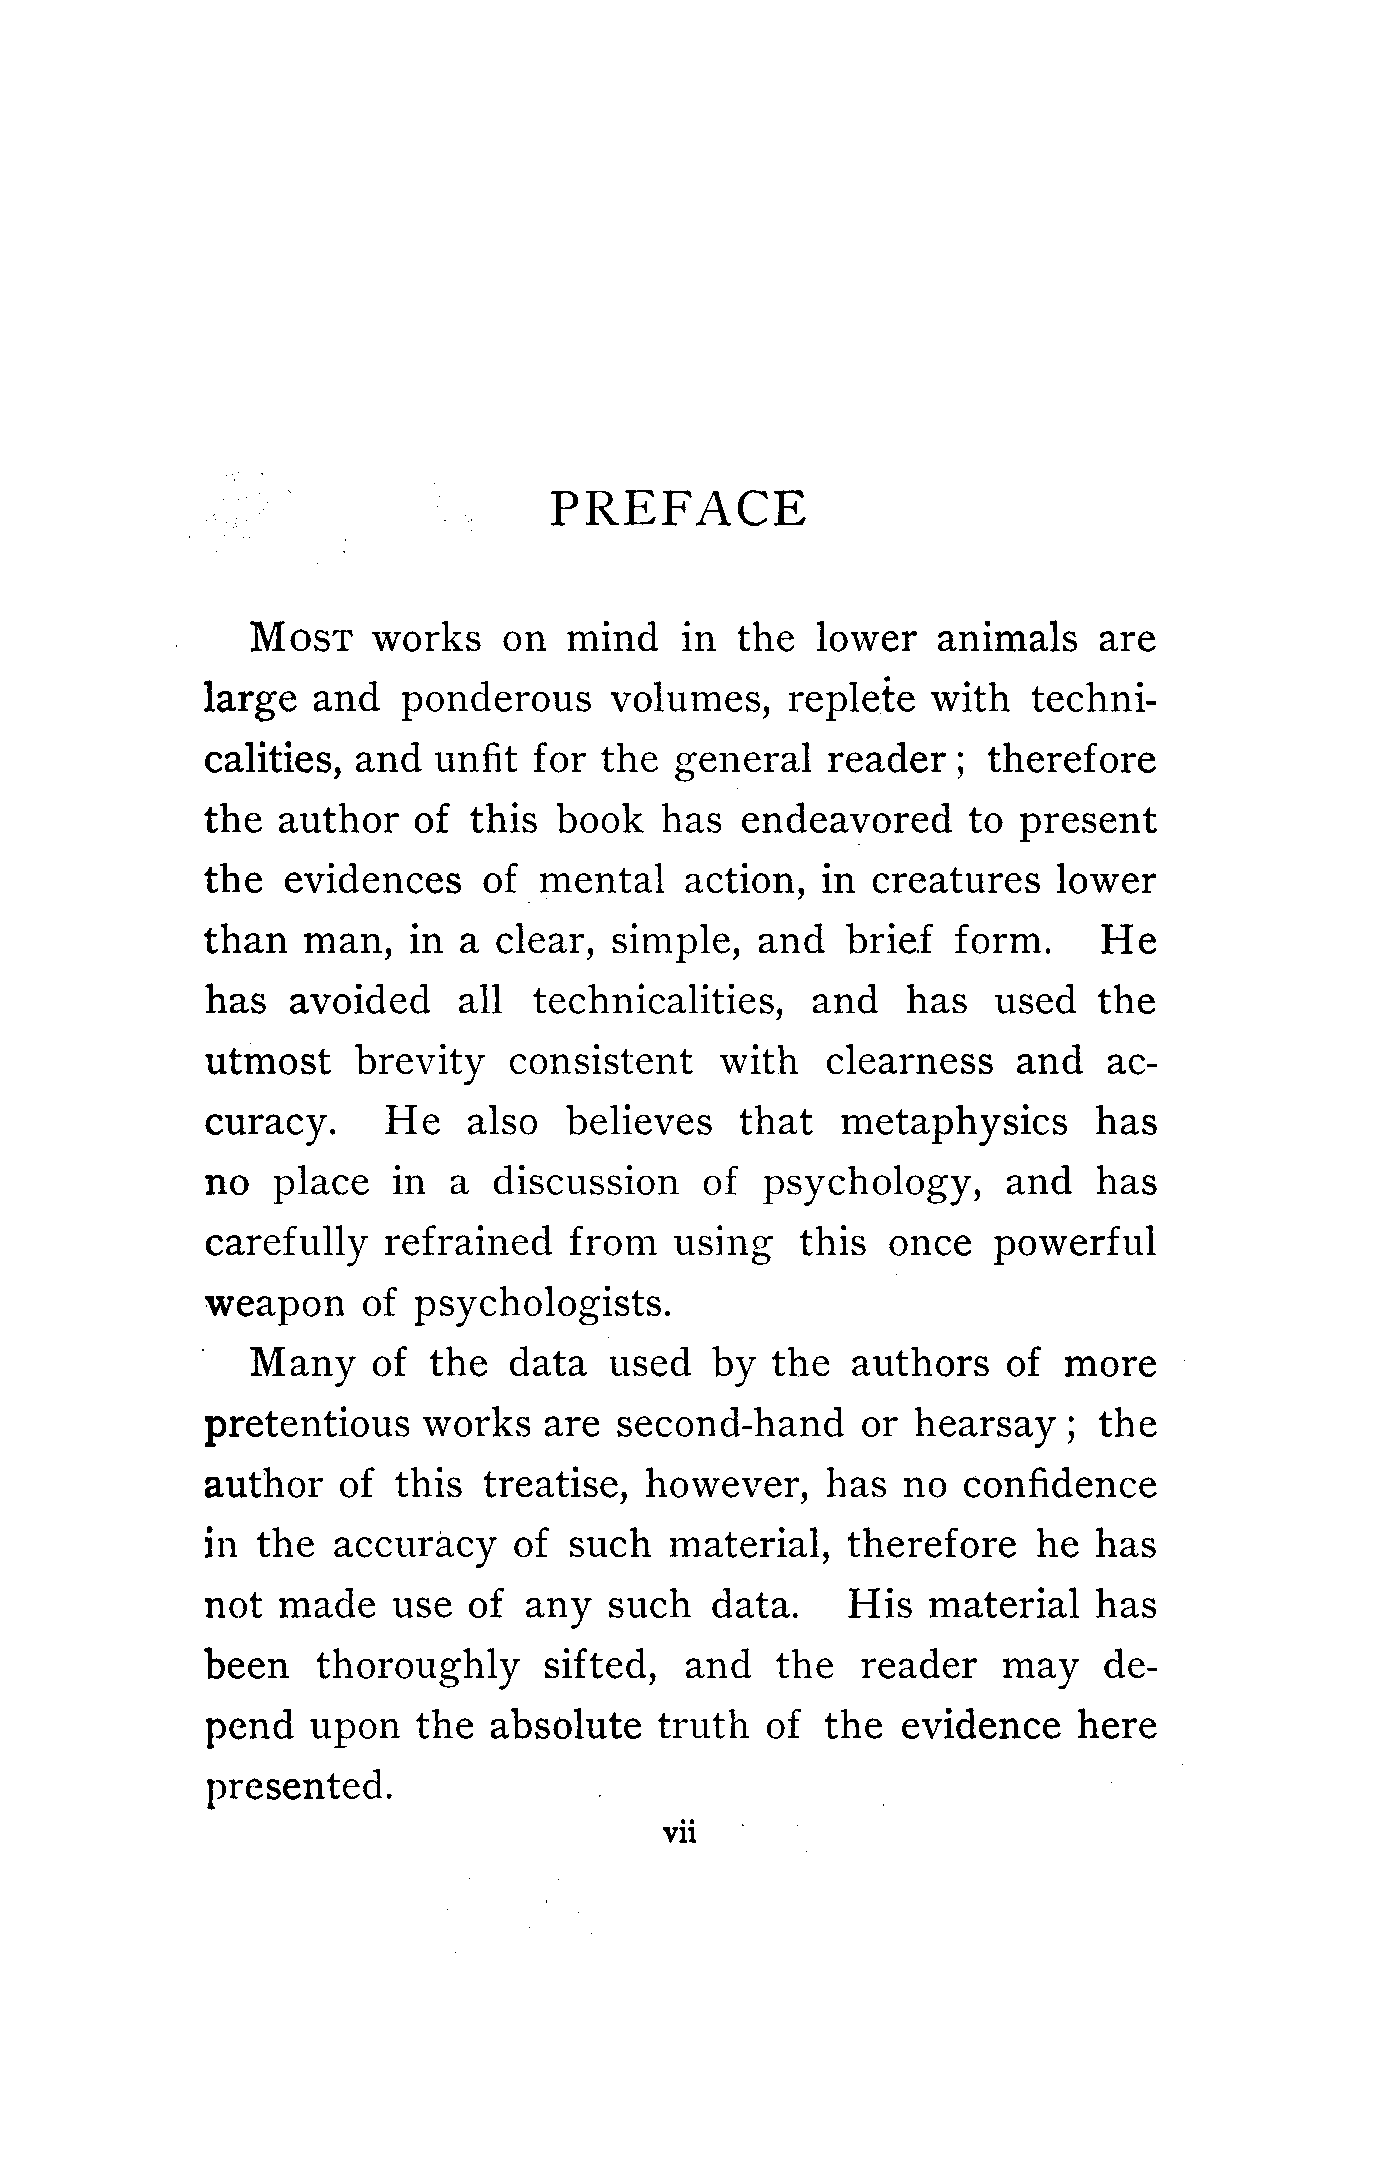 PREFACE
MOST works on mind in the lower animals are
large and ponderous volumes, replete with techni-
calities, and unfit for the general reader ; therefore
the author of this book has endeavored to present
the evidences of mental action, in creatures lower
than man, in a clear, simple, and brief form. He
has avoided all technicalities, and has used the
utmost brevity consistent with clearness and ac-
curacy. He also believes that metaphysics has
no place in a discussion of psychology, and has
carefully refrained from using this once powerful
weapon of psychologists.
Many of the data used by the authors of more
pretentious works are second-hand or hearsay ; the
author of this treatise, however, has no confidence
in the accuracy of such material, therefore he has
not made use of any such data. His material has
been thoroughly sifted, and the reader may de-
pend upon the absolute truth of the evidence here
presented.
vii